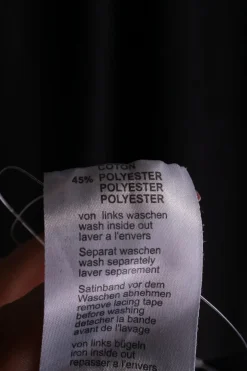 COTON
45% POLYESTER
POLYESTER
POLYESTER
von links waschen
wash inside out
laver a l'envers
Separat waschen
wash separately
laver separement
Satinband vor dem
Waschen abnehmen
remove lacing tape
before washing
detacher la bande
avant de l'lavage
von links bügeln
iron inside out
repasser a l'envers